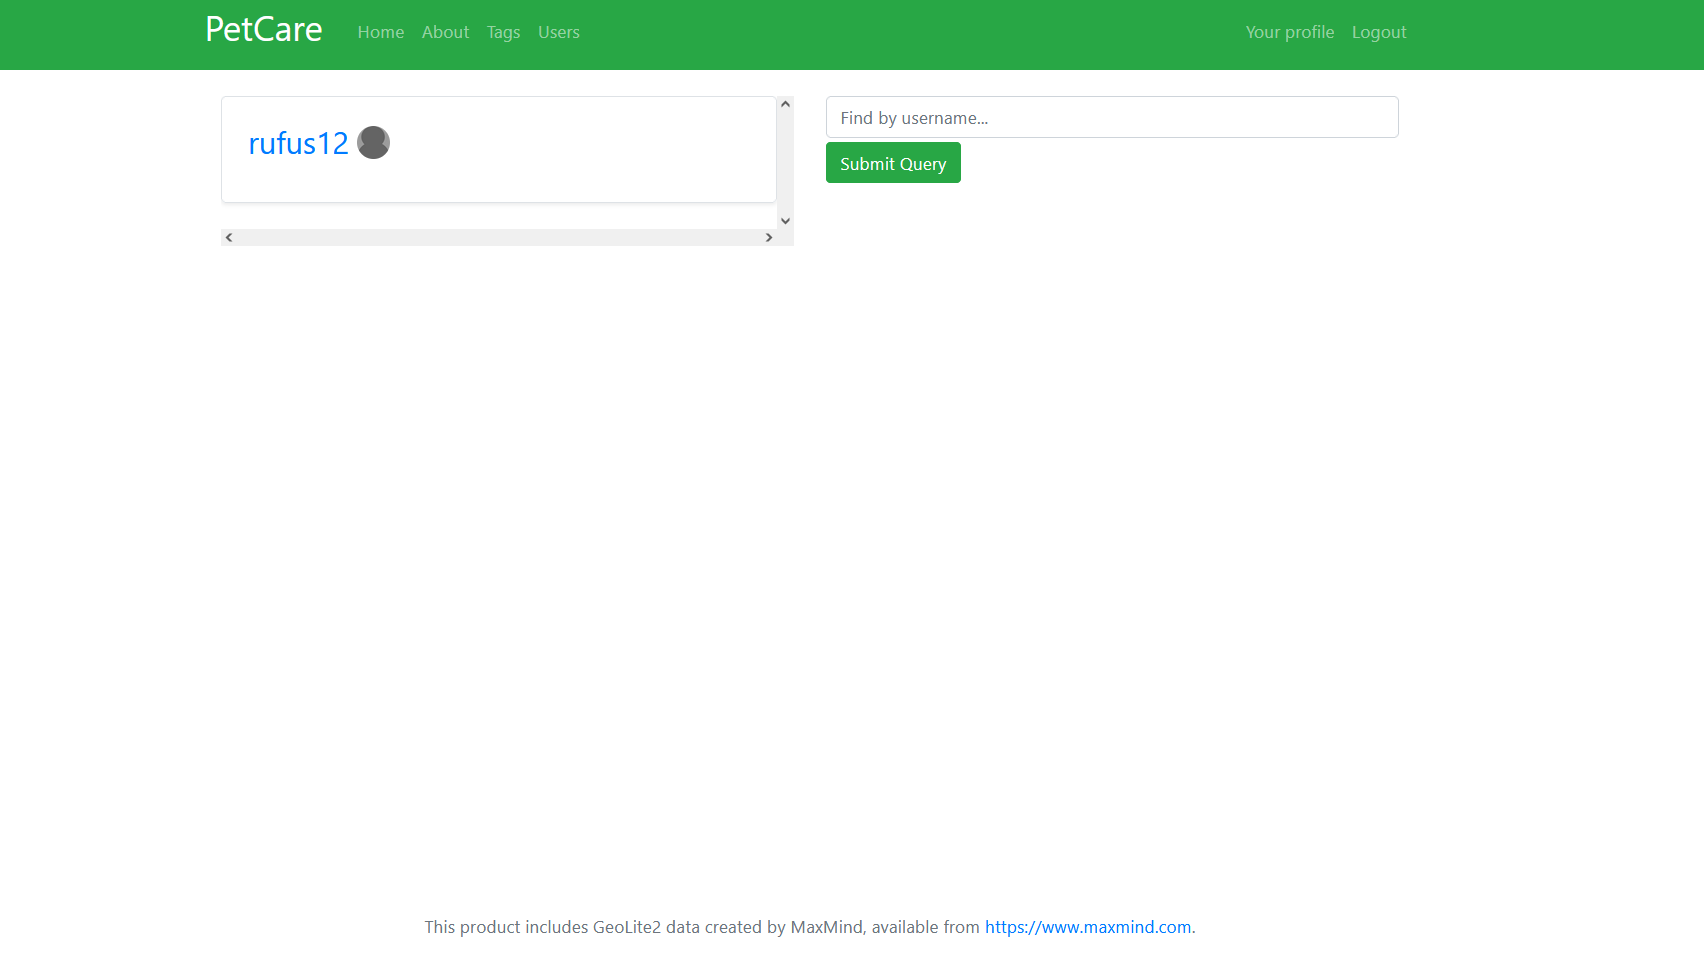 PetCare Home About Tags Users Your profile Logout
rufus12
Find by username...
Submit Query
This product includes GeoLite2 data created by MaxMind, available from https://www.maxmind.com.